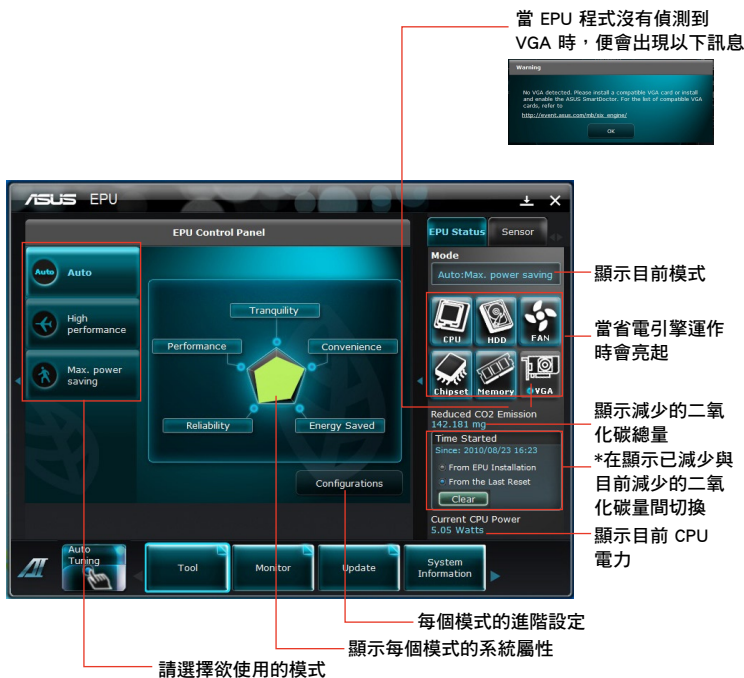 當 EPU 程式沒有偵測到
VGA 時，便會出現以下訊息
Warning
No VGA detected. Please install a compatible VGA card or install
and enable the ASUS SmartDoctor. For the list of compatible VGA
cards, refer to
http://event.asus.com/mb/six_engine/
OK
ASUS EPU
EPU Control Panel
EPU Status
Sensor
Auto
Auto
High
performance
Max. power
saving
Tranquility
Performance
Convenience
Reliability
Energy Saved
Configurations
Mode
Auto:Max. power saving
CPU
HDD
FAN
Chipset
Memory
VGA
Reduced CO2 Emission
142.181 mg
Time Started
Since: 2010/08/23 16:23
From EPU Installation
From the Last Reset
Clear
Current CPU Power
5.05 Watts
顯示目前模式
當省電引擎運作
時會亮起
顯示減少的二氧
化碳總量
*在顯示已減少與
目前減少的二氧
化碳量間切換
顯示目前 CPU
電力
Auto
Tuning
Tool
Monitor
Update
System
Information
每個模式的進階設定
顯示每個模式的系統屬性
請選擇欲使用的模式